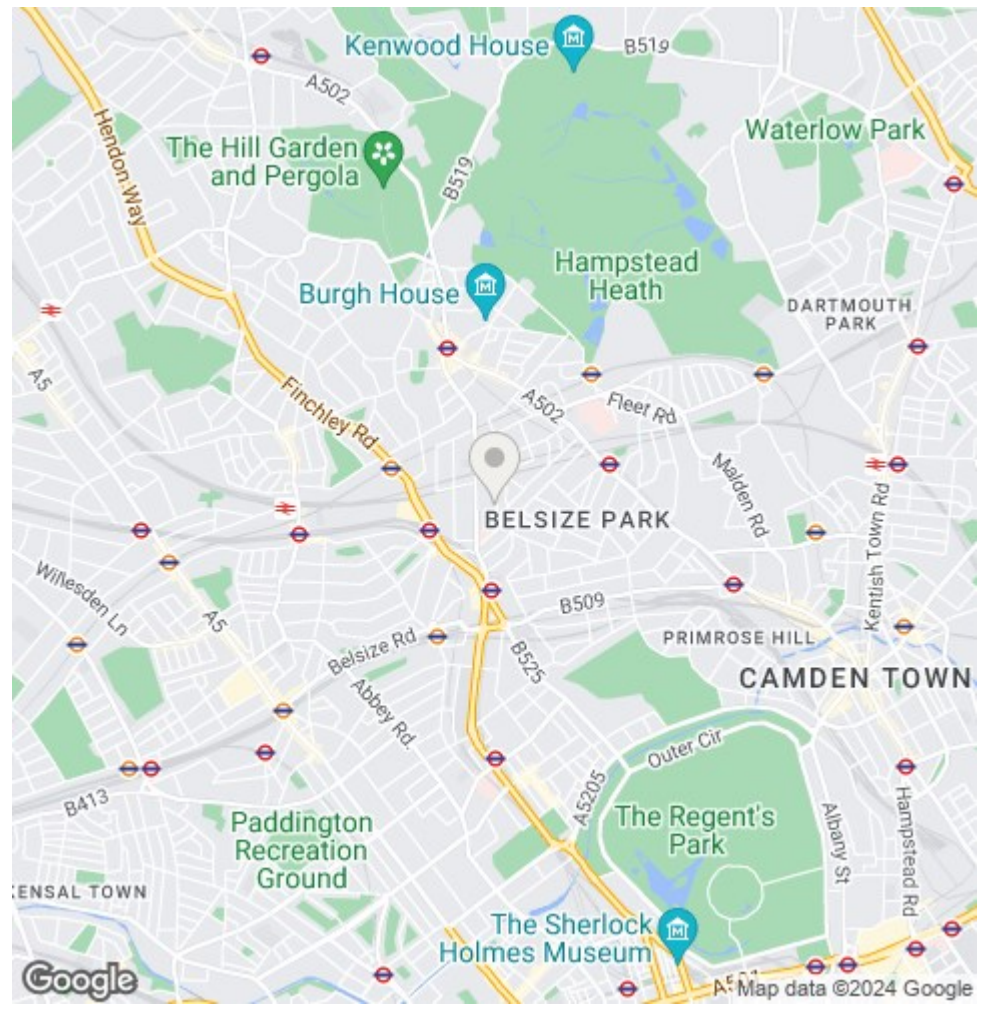 Kenwood House
B519
A502
Hendon Way
The Hill Garden
and Pergola
B519
Waterlow Park
Hampstead
Heath
Burgh House
DARTMOUTH
PARK
A5
A502
Fleet Rd
Finchley Rd
Malden Rd
BELSIZE PARK
Kentish Town Rd
Willesden Ln
A5
B509
Belsize Rd
B525
PRIMROSE HILL
CAMDEN TOWN
Abbey Rd.
Outer Cir
B413
A5205
Paddington
Recreation
Ground
The Regent's
Park
Albany St
Hampstead Rd
ENSAL TOWN
The Sherlock
Holmes Museum
Google
Map data ©2024 Google